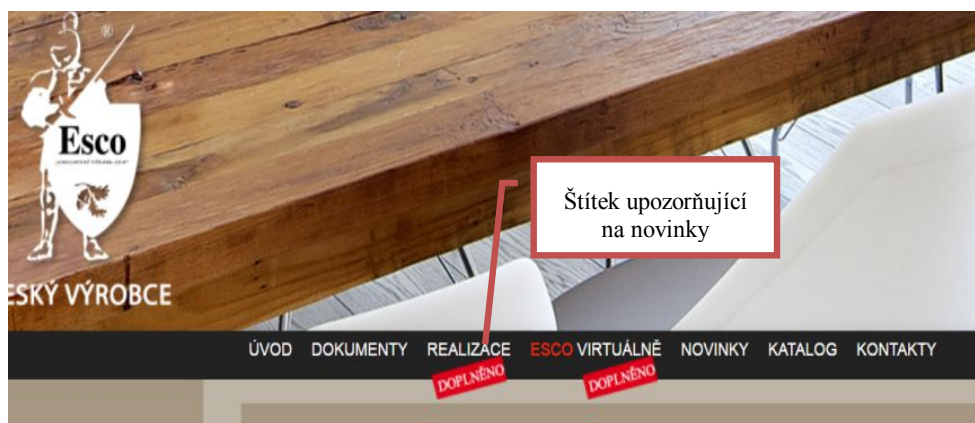 ®
Esco
ESKÝ VÝROBCE
Štítek upozorňující
na novinky
ÚVOD DOKUMENTY REALIZACE ESCO VIRTUÁLNĚ NOVINKY KATALOG KONTAKTY
DOPLNĚNO DOPLNĚNO